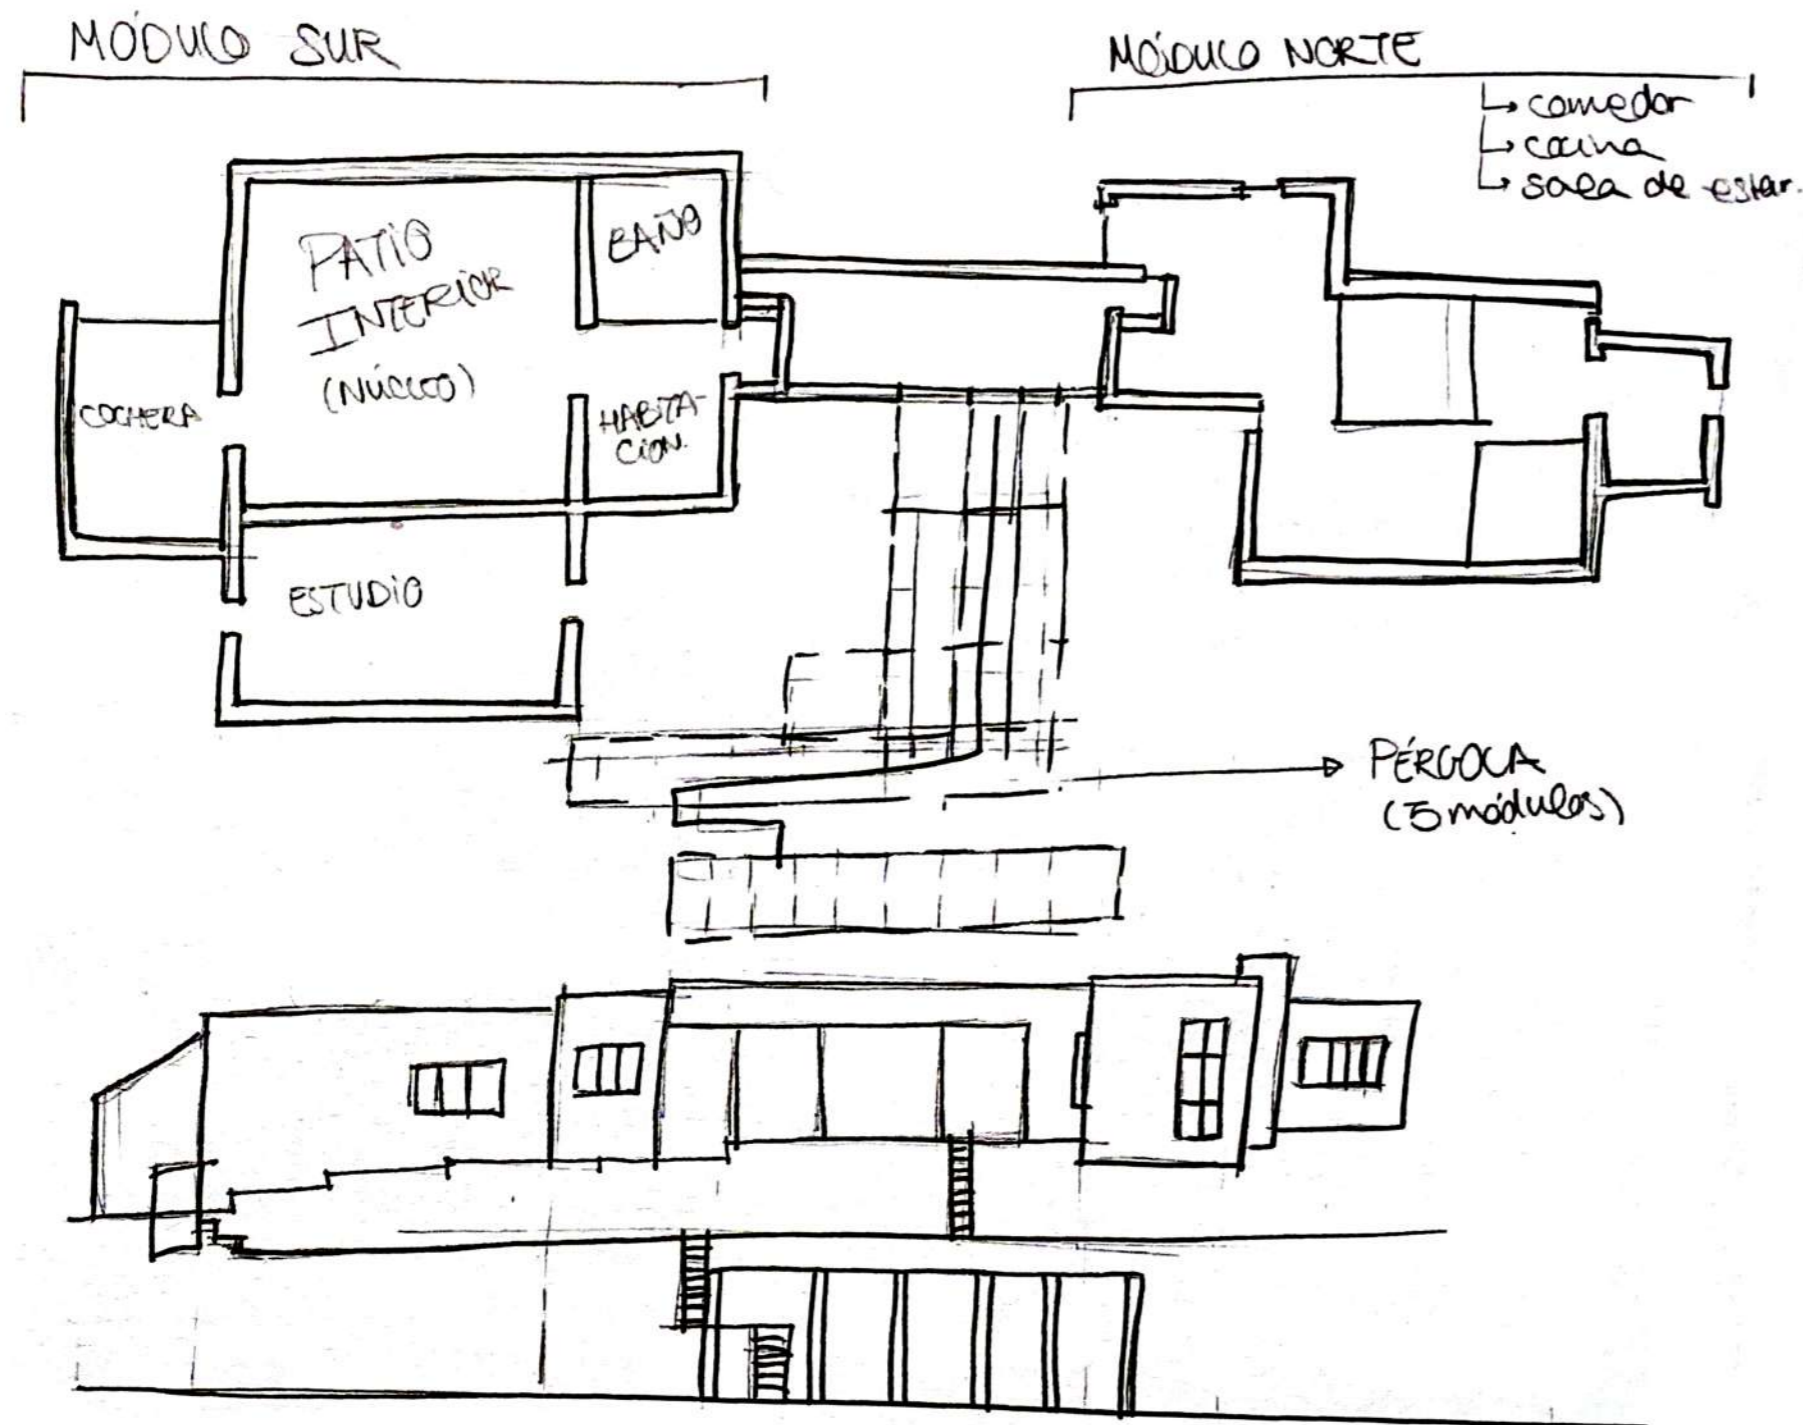 MÓDULO SUR
MÓDULO NORTE
↳ comedor
↳ cocina
↳ sala de estar.
PATIO
INTERIOR
(NÚCLEO)
BAÑO
COCHERA
HABITA-
CIÓN.
ESTUDIO
PÉRGOLA
(5 módulos)